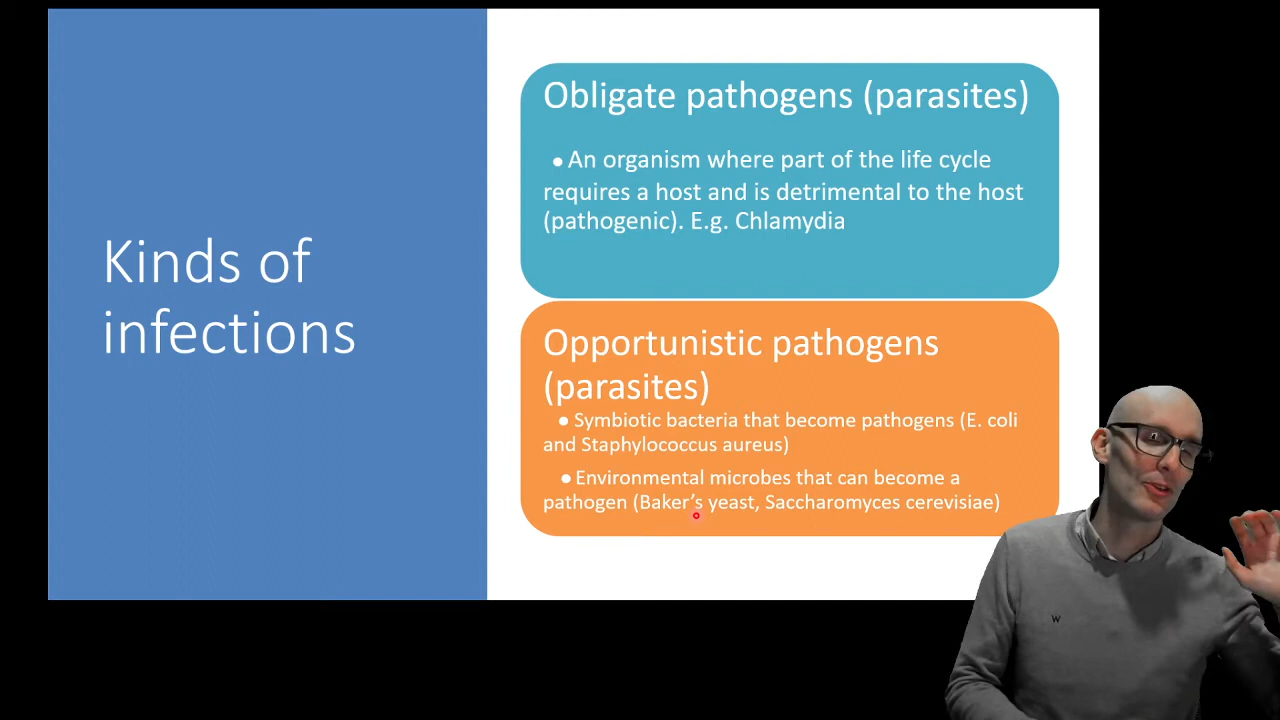 Kinds of
infections
Obligate pathogens (parasites)
• An organism where part of the life cycle
requires a host and is detrimental to the host
(pathogenic). E.g. Chlamydia
Opportunistic pathogens
(parasites)
• Symbiotic bacteria that become pathogens (E. coli
and Staphylococcus aureus)
• Environmental microbes that can become a
pathogen (Baker’s yeast, Saccharomyces cerevisiae)
W